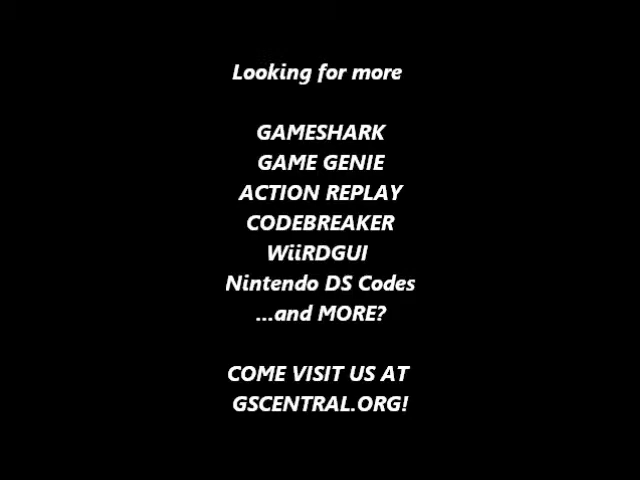 Looking for more
GAMESHARK
GAME GENIE
ACTION REPLAY
CODEBREAKER
WiiRDGUI
Nintendo DS Codes
...and MORE?
COME VISIT US AT
GSCENTRAL.ORG!